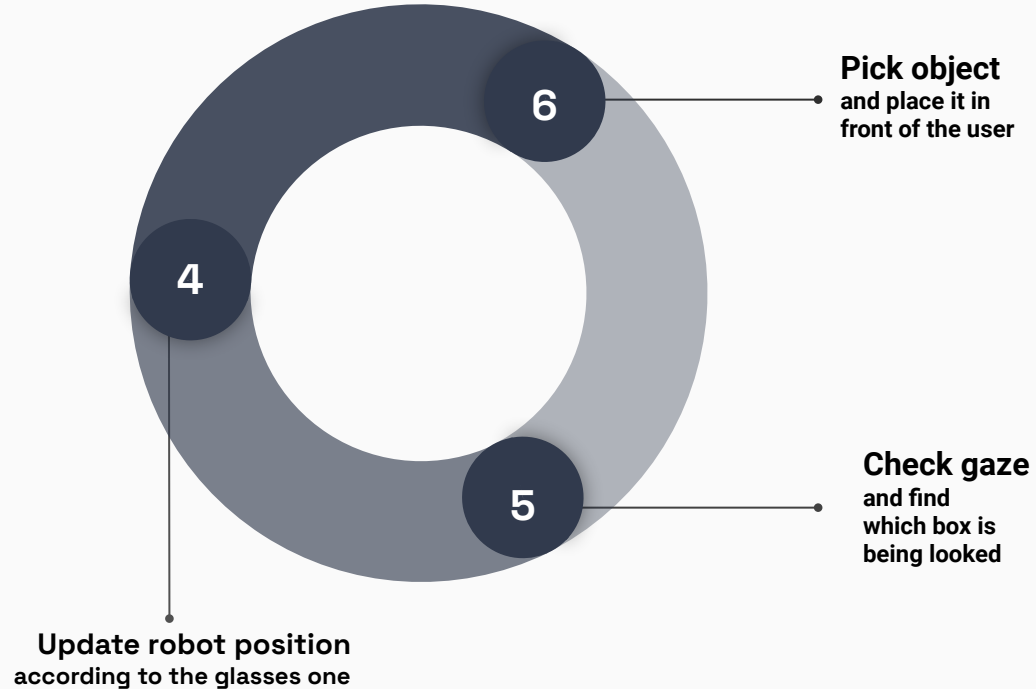 6
Pick object
and place it in
front of the user
4
5
Check gaze
and find
which box is
being looked
Update robot position
according to the glasses one